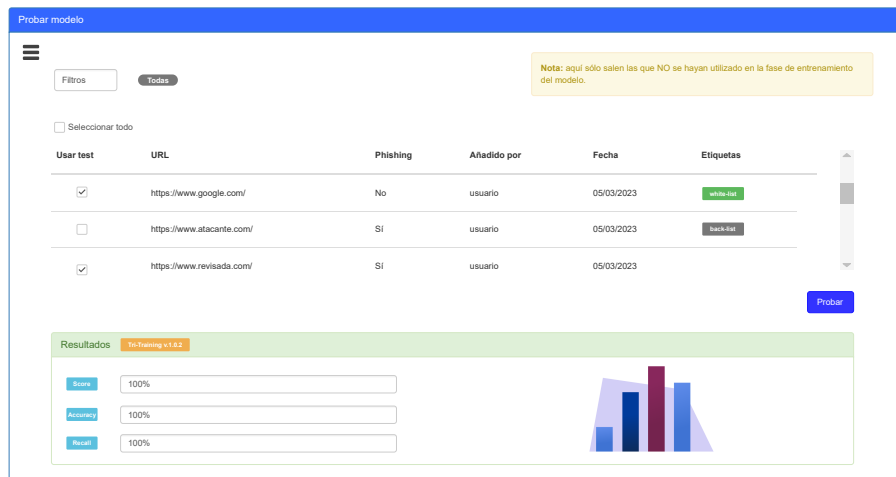 Probar modelo
Filtros
Todas
Nota: aquí sólo salen las que NO se hayan utilizado en la fase de entrenamiento
del modelo.
Seleccionar todo
Usar test URL Phishing Añadido por Fecha Etiquetas
https://www.google.com/ No usuario 05/03/2023 white-list
https://www.atacante.com/ Sí usuario 05/03/2023 back-list
https://www.revisada.com/ Sí usuario 05/03/2023
Probar
Resultados Tri-Training v.1.0.2
Score 100%
Accuracy 100%
Recall 100%